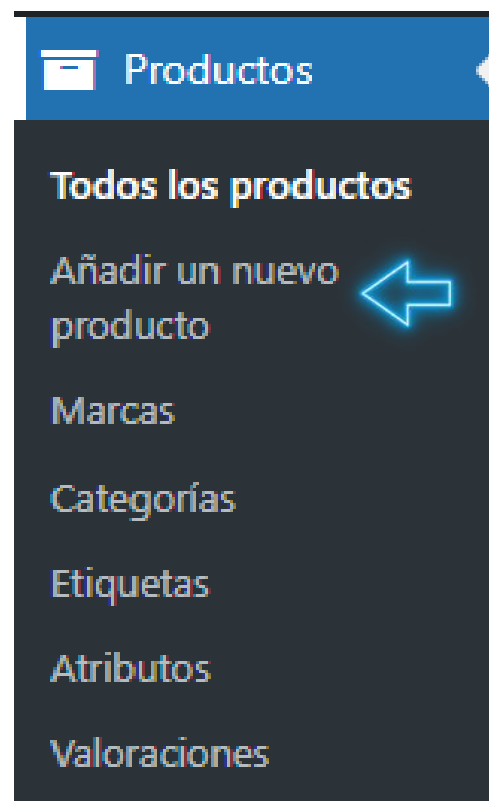 Productos
Todos los productos
Añadir un nuevo
producto
Marcas
Categorías
Etiquetas
Atributos
Valoraciones